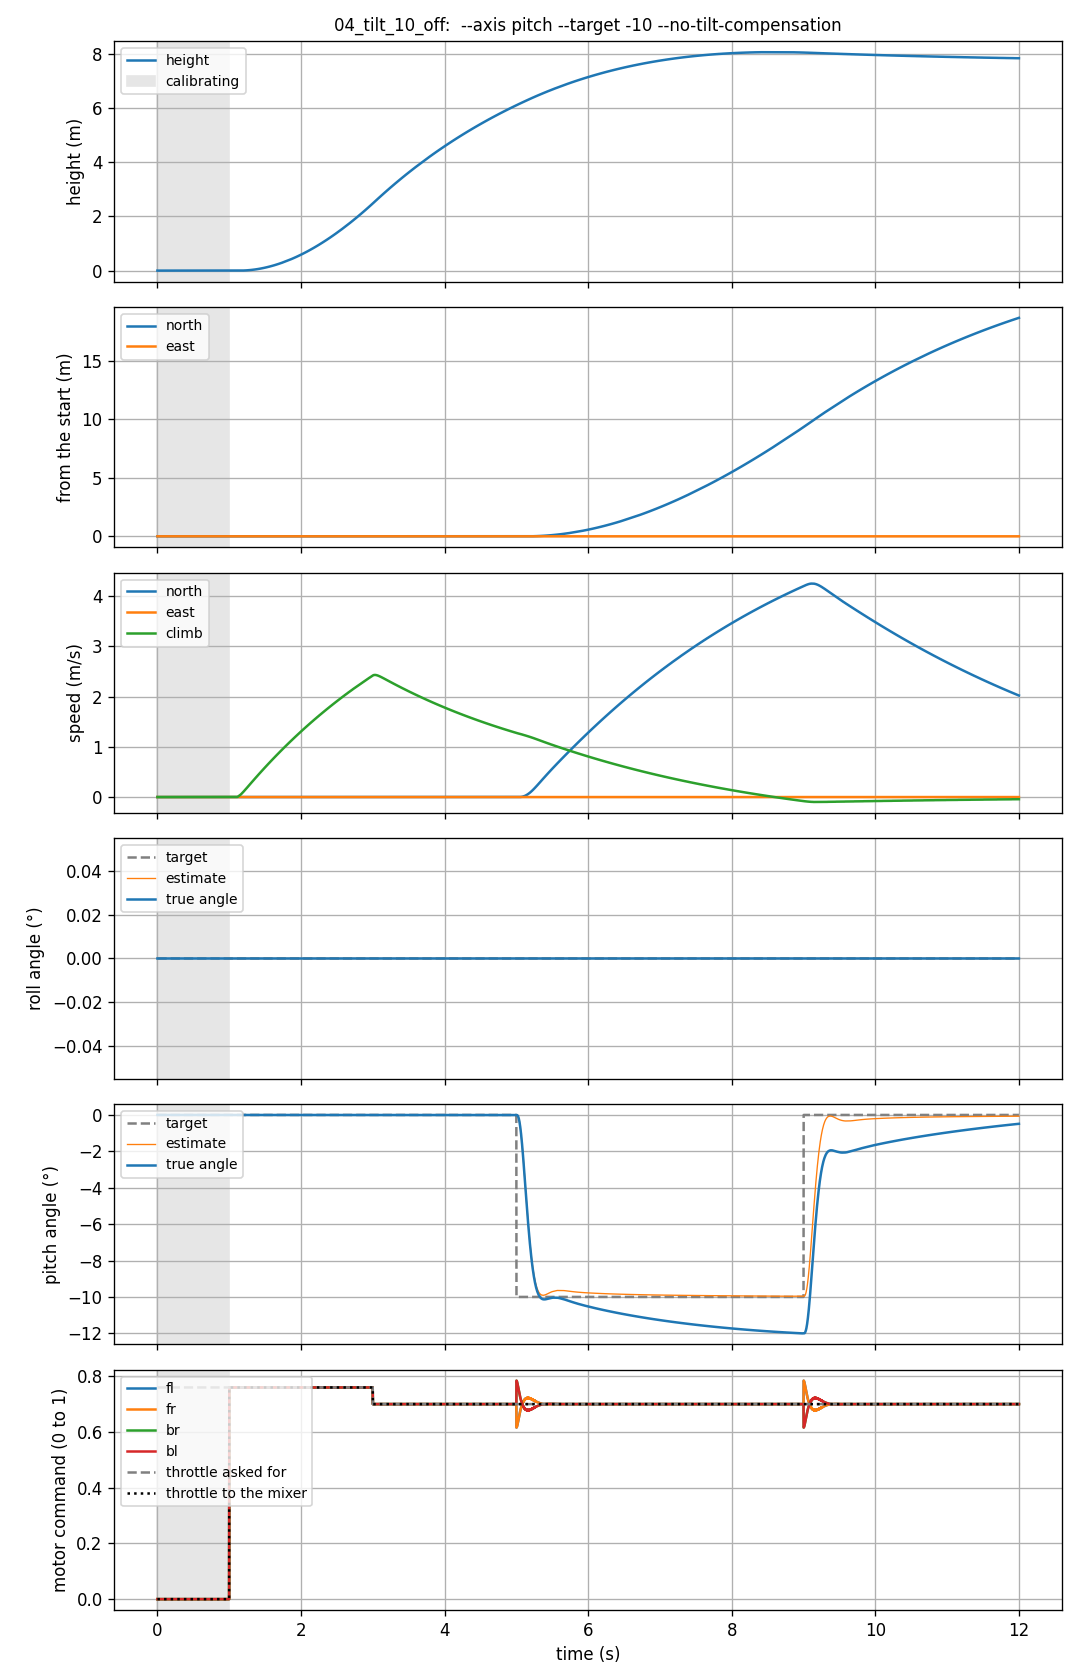 04_tilt_10_off:  --axis pitch --target -10 --no-tilt-compensation
height (m)
8
6
4
2
0
height
calibrating
from the start (m)
15
10
5
0
north
east
speed (m/s)
4
3
2
1
0
north
east
climb
roll angle (°)
0.04
0.02
0.00
−0.02
−0.04
target
estimate
true angle
pitch angle (°)
0
−2
−4
−6
−8
−10
−12
target
estimate
true angle
motor command (0 to 1)
0.8
0.6
0.4
0.2
0.0
fl
fr
br
bl
throttle asked for
throttle to the mixer
0 2 4 6 8 10 12
time (s)